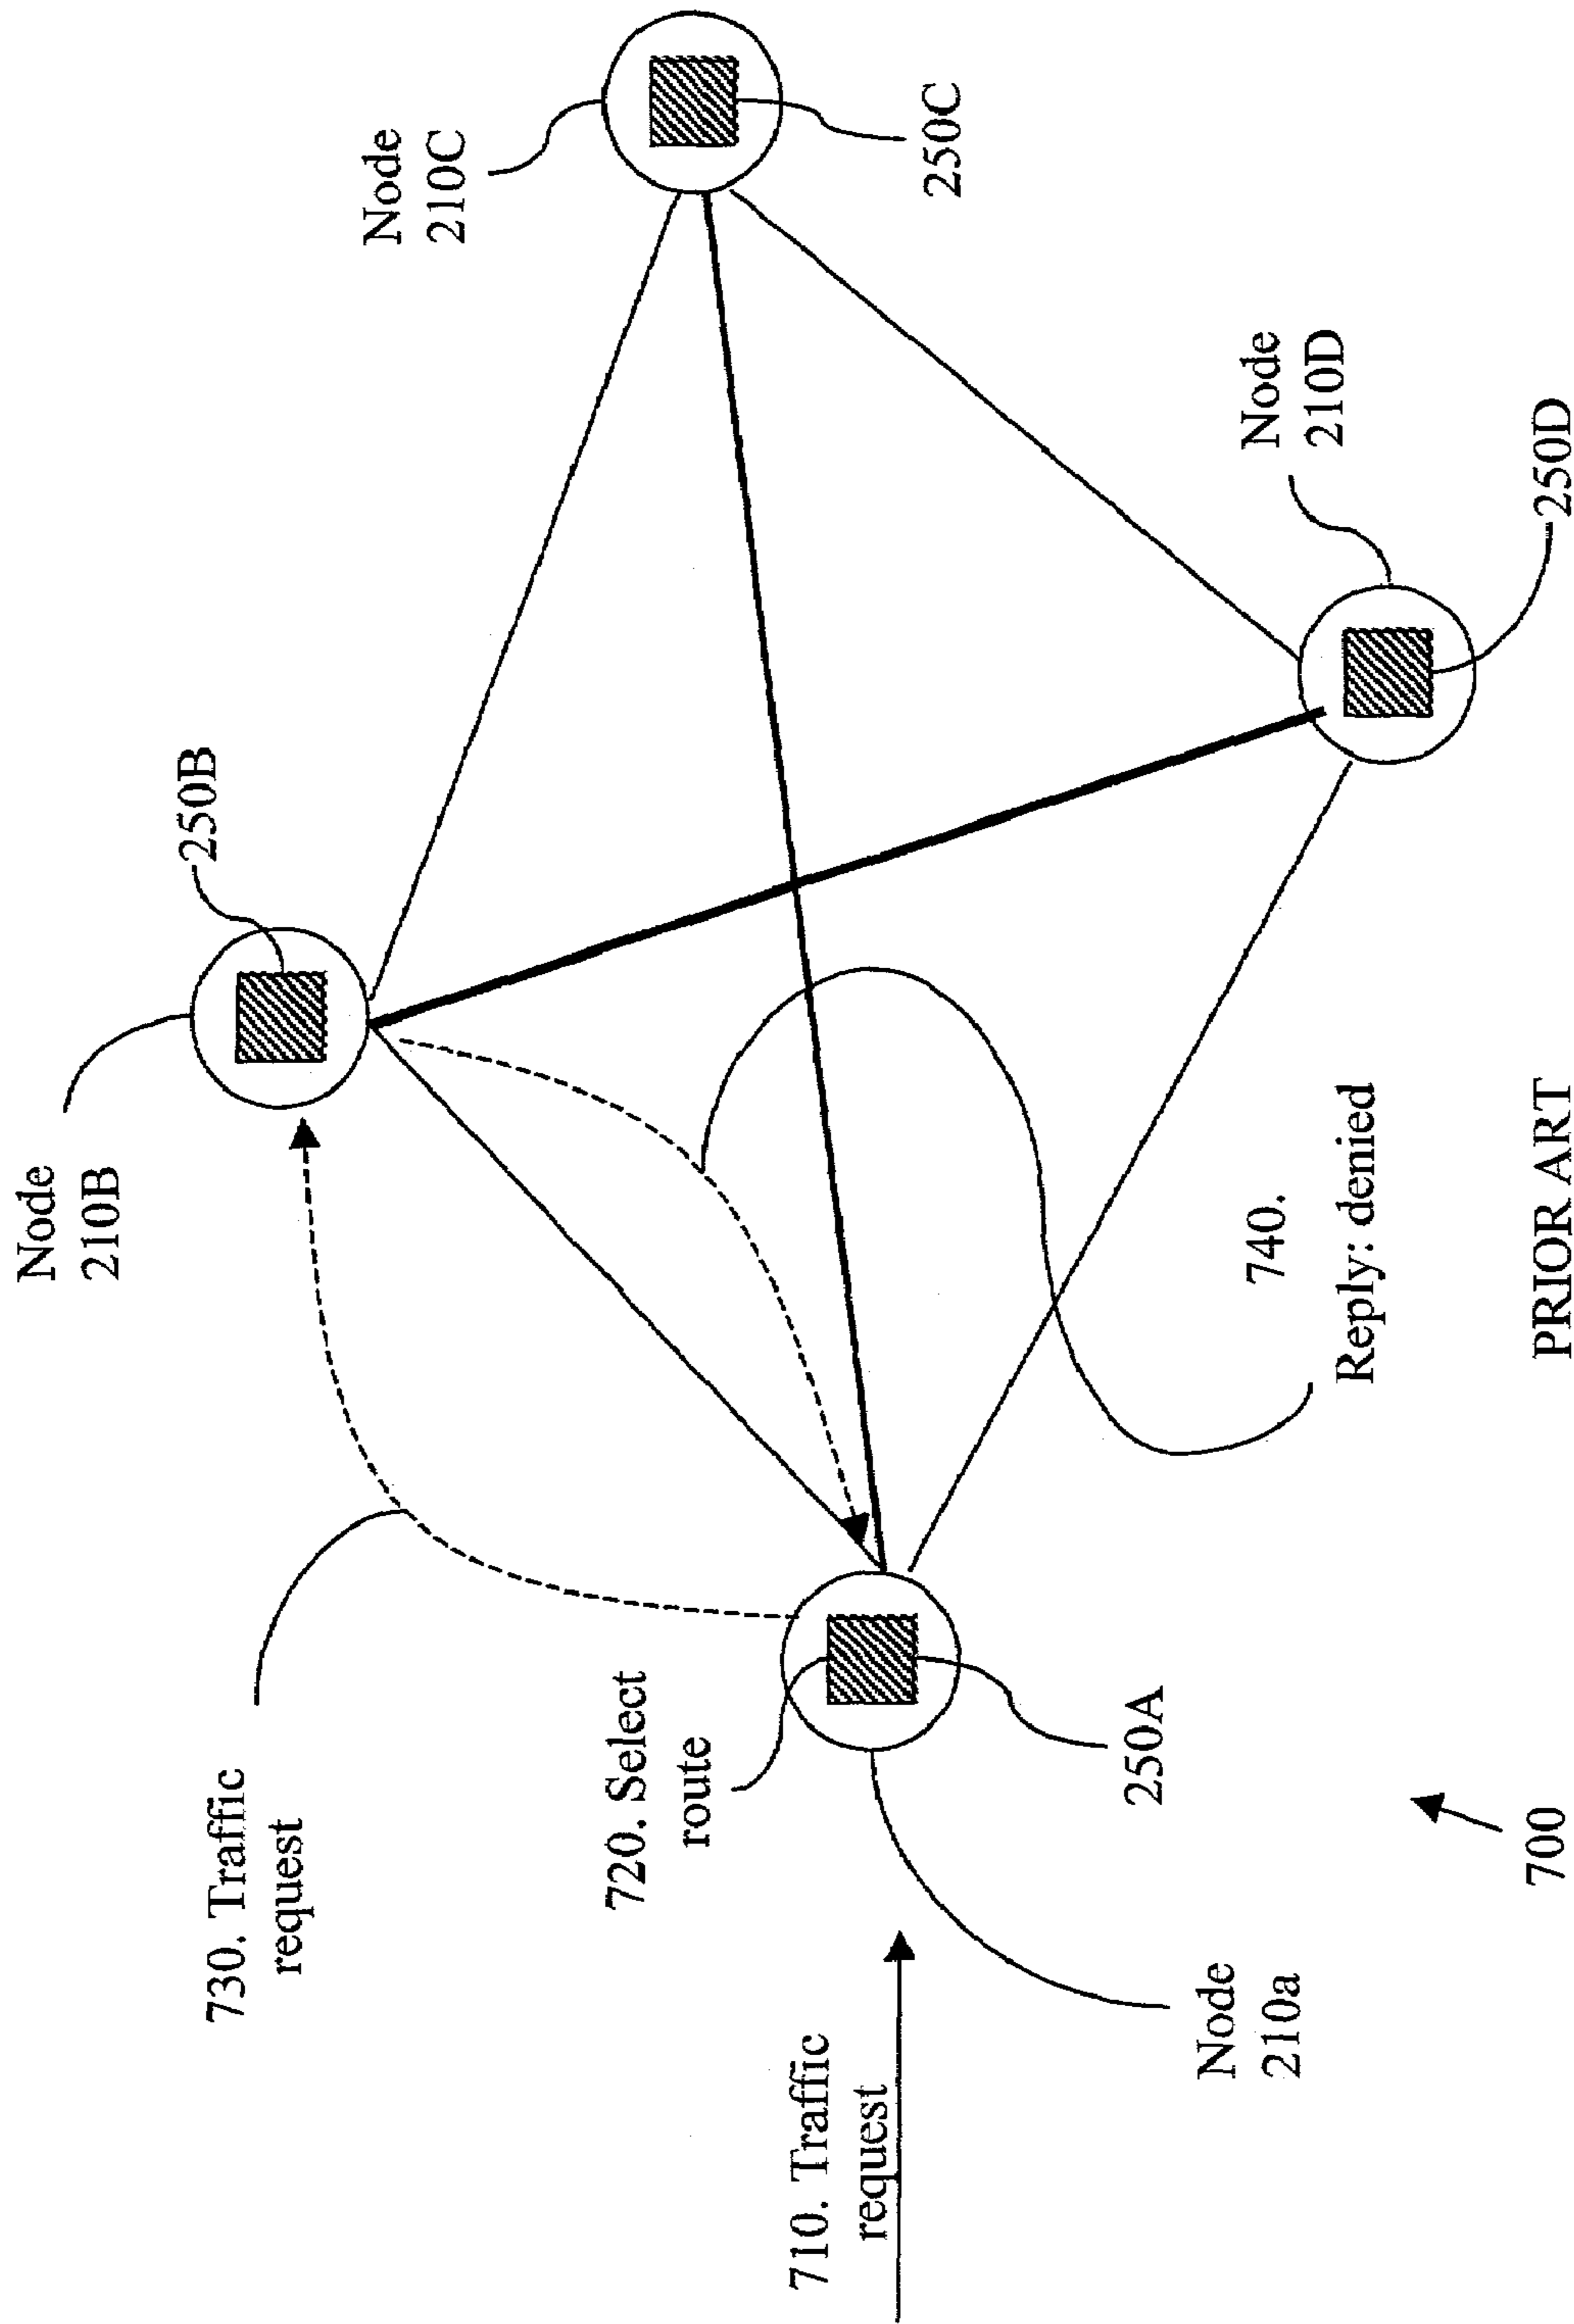 Node
210B
250B
Node
210C
250C
730. Traffic
request
720. Select
route
710. Traffic
request
250A
Node
210a
Node
210D
250D
740.
Reply: denied
700
PRIOR ART